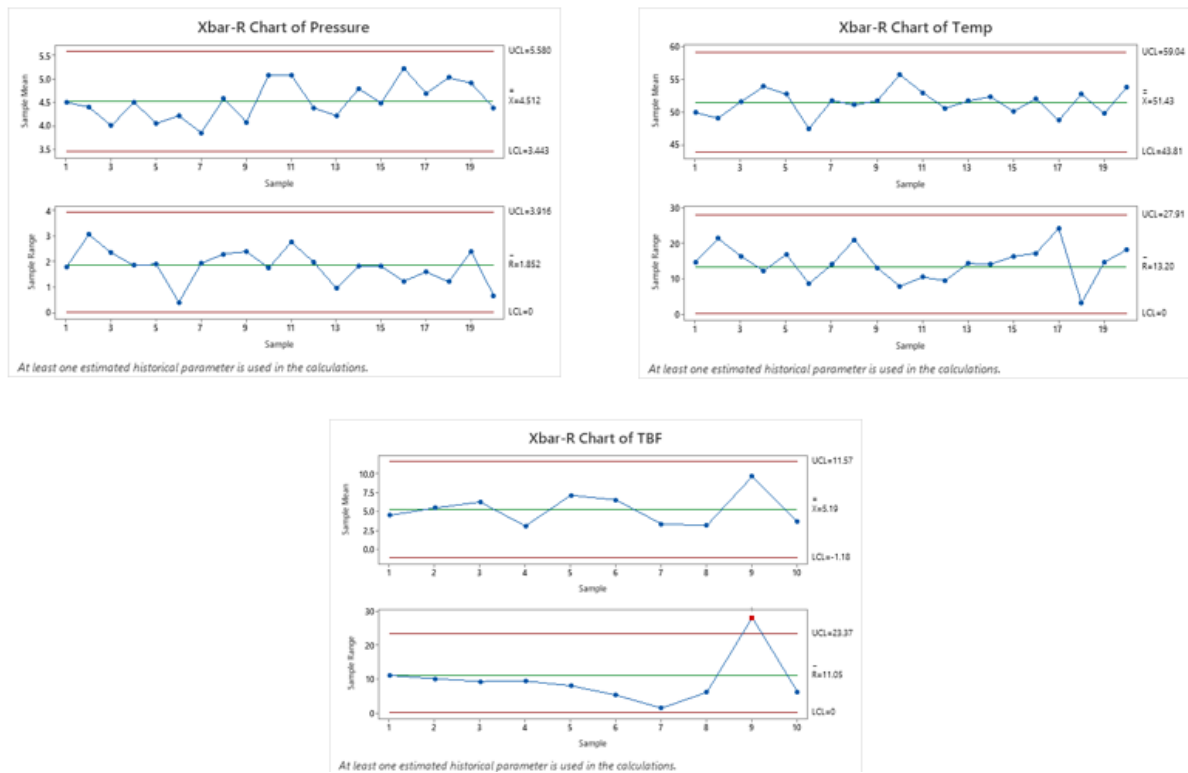 Xbar-R Chart of Pressure
Sample Mean
5.5
5.0
4.5
4.0
3.5
UCL=5.580
X=4.512
LCL=3.443
1 3 5 7 9 11 13 15 17 19
Sample
Sample Range
4
3
2
1
0
UCL=3.916
R=1.852
LCL=0
1 3 5 7 9 11 13 15 17 19
Sample
At least one estimated historical parameter is used in the calculations.
Xbar-R Chart of Temp
Sample Mean
60
55
50
45
UCL=59.04
X=51.43
LCL=43.81
1 3 5 7 9 11 13 15 17 19
Sample
Sample Range
30
20
10
0
UCL=27.91
R=13.20
LCL=0
1 3 5 7 9 11 13 15 17 19
Sample
At least one estimated historical parameter is used in the calculations.
Xbar-R Chart of TBF
Sample Mean
10.0
7.5
5.0
2.5
0.0
UCL=11.57
X=5.19
LCL=-1.18
1 2 3 4 5 6 7 8 9 10
Sample
Sample Range
30
20
10
0
UCL=23.37
R=11.05
LCL=0
1 2 3 4 5 6 7 8 9 10
Sample
At least one estimated historical parameter is used in the calculations.